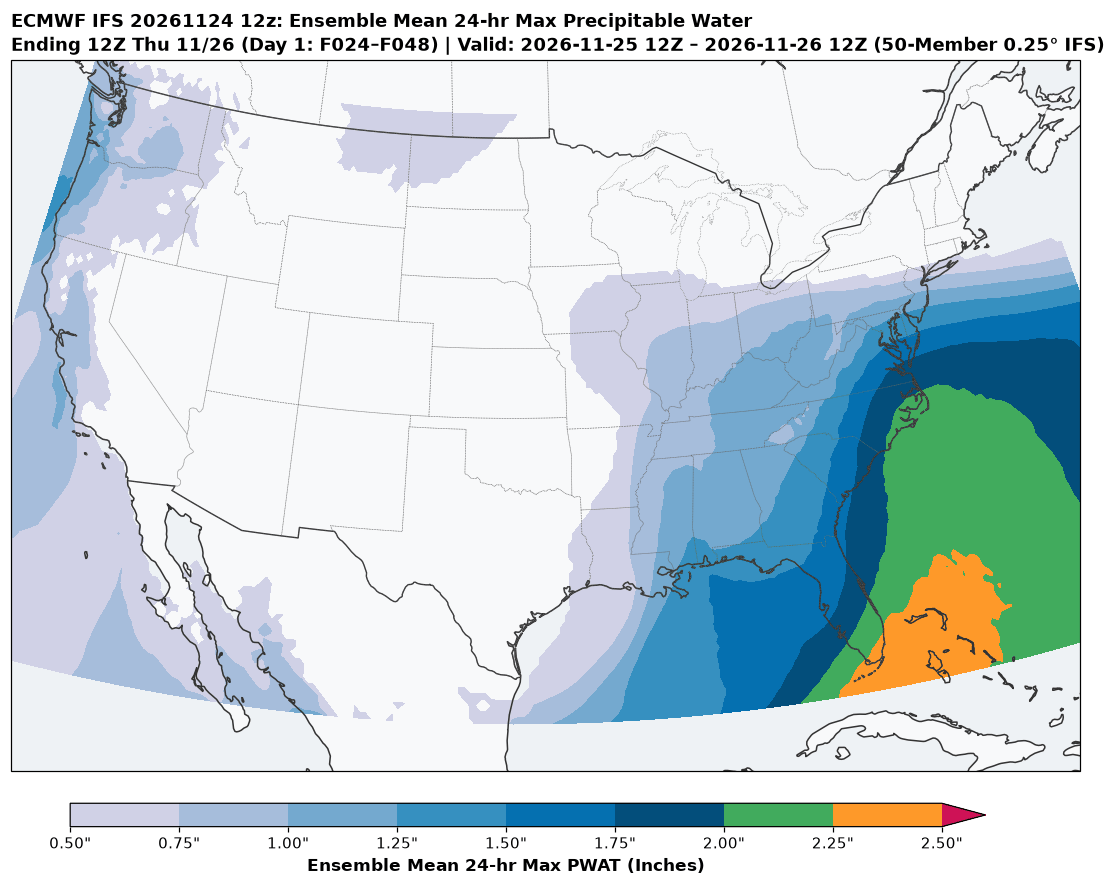 ECMWF IFS 20261124 12z: Ensemble Mean 24-hr Max Precipitable Water
Ending 12Z Thu 11/26 (Day 1: F024–F048) | Valid: 2026-11-25 12Z – 2026-11-26 12Z (50-Member 0.25° IFS)
0.50" 0.75" 1.00" 1.25" 1.50" 1.75" 2.00" 2.25" 2.50"
Ensemble Mean 24-hr Max PWAT (Inches)